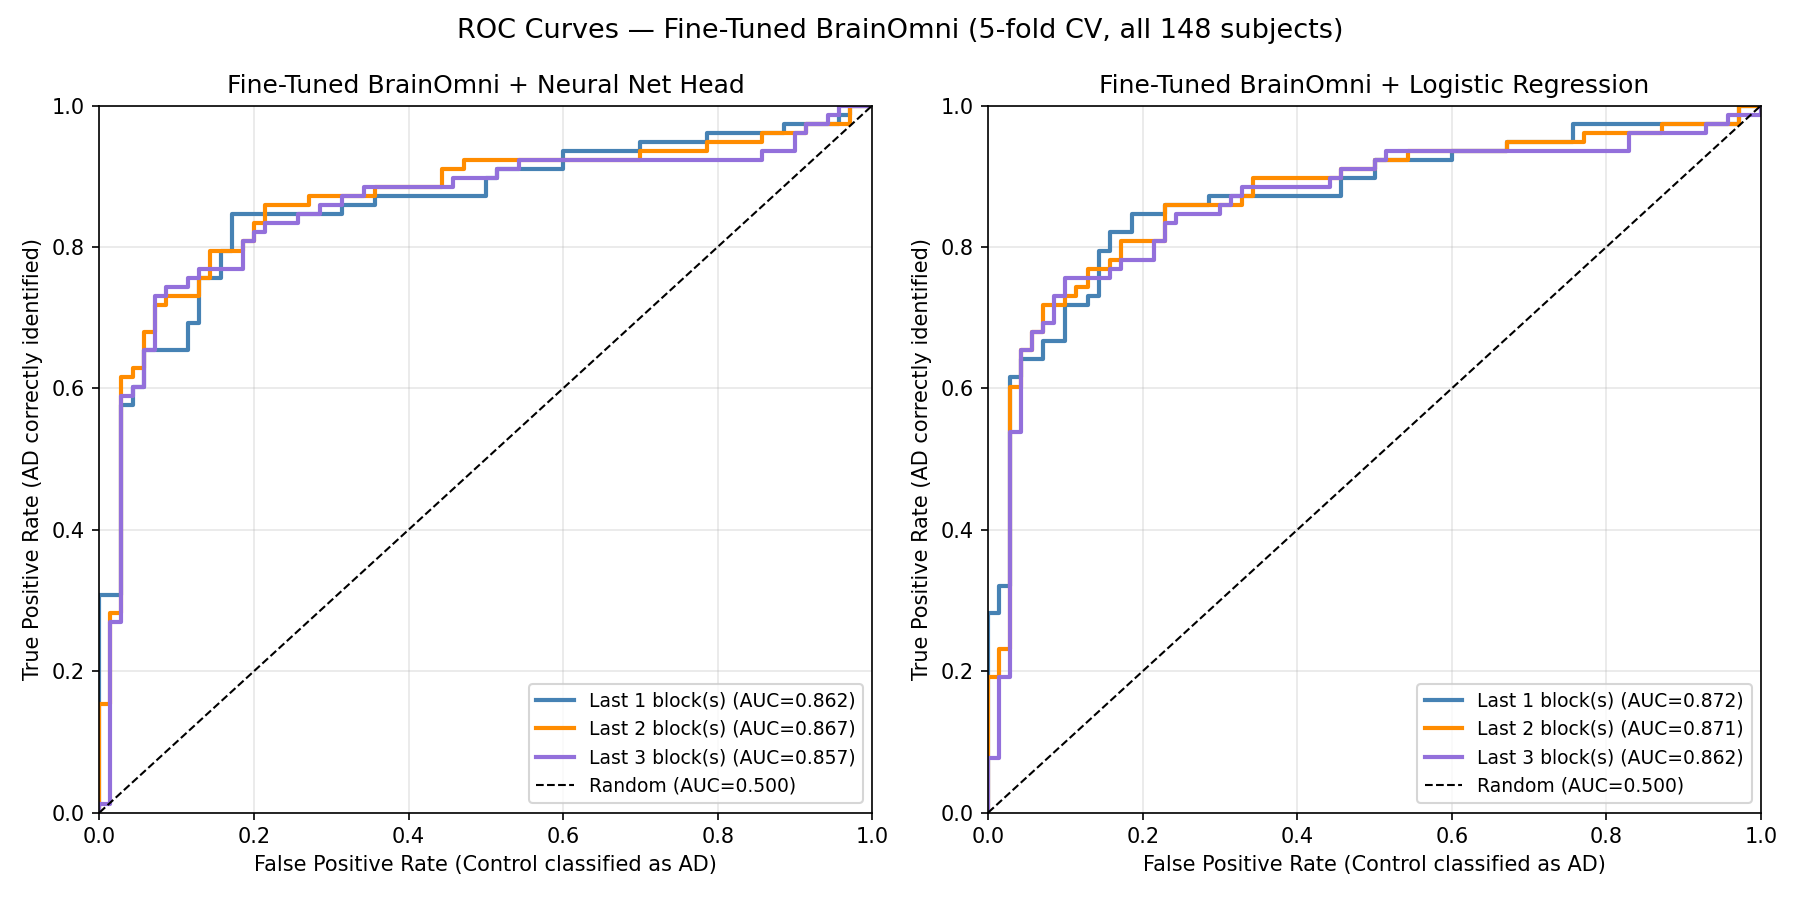 ROC Curves — Fine-Tuned BrainOmni (5-fold CV, all 148 subjects)
Fine-Tuned BrainOmni + Neural Net Head
True Positive Rate (AD correctly identified)
1.0
0.8
0.6
0.4
0.2
0.0
Last 1 block(s) (AUC=0.862)
Last 2 block(s) (AUC=0.867)
Last 3 block(s) (AUC=0.857)
Random (AUC=0.500)
0.0 0.2 0.4 0.6 0.8 1.0
False Positive Rate (Control classified as AD)
Fine-Tuned BrainOmni + Logistic Regression
True Positive Rate (AD correctly identified)
1.0
0.8
0.6
0.4
0.2
0.0
Last 1 block(s) (AUC=0.872)
Last 2 block(s) (AUC=0.871)
Last 3 block(s) (AUC=0.862)
Random (AUC=0.500)
0.0 0.2 0.4 0.6 0.8 1.0
False Positive Rate (Control classified as AD)